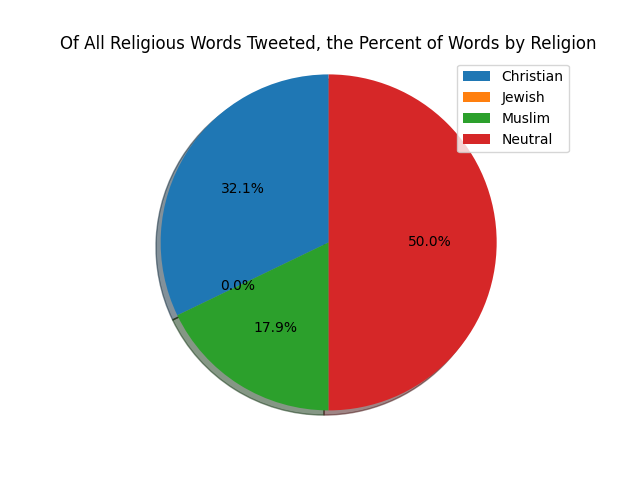 Of All Religious Words Tweeted, the Percent of Words by Religion
Christian
Jewish
Muslim
Neutral
32.1%
50.0%
0.0%
17.9%